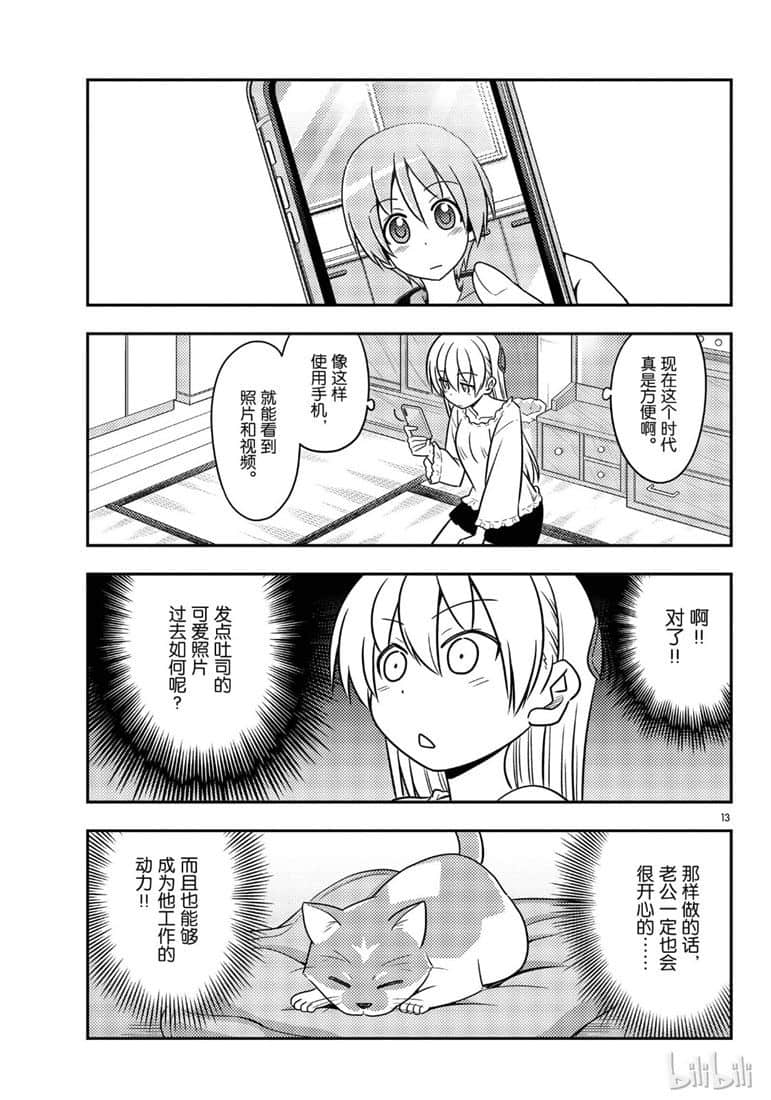 现在这个时代
真是方便啊。
像这样
使用手机,
就能看到
照片和视频。
啊!!
对了!!
发点吐司的
可爱照片
过去如何呢？
13
那样做的话,
老公一定也会
很开心的……
而且也能够
成为他工作的
动力!!
bilibili